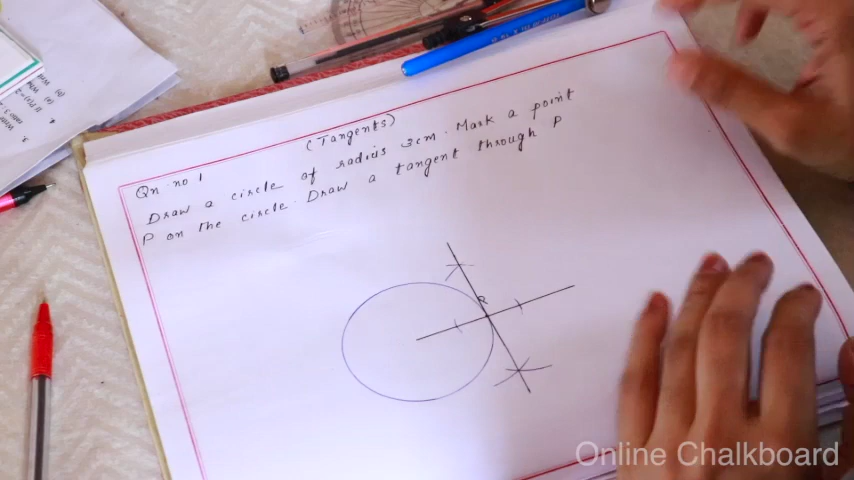 (Tangents)
Qn. no 1
Draw a circle of radius 3cm. Mark a point
P on the circle. Draw a tangent through P
Online Chalkboard